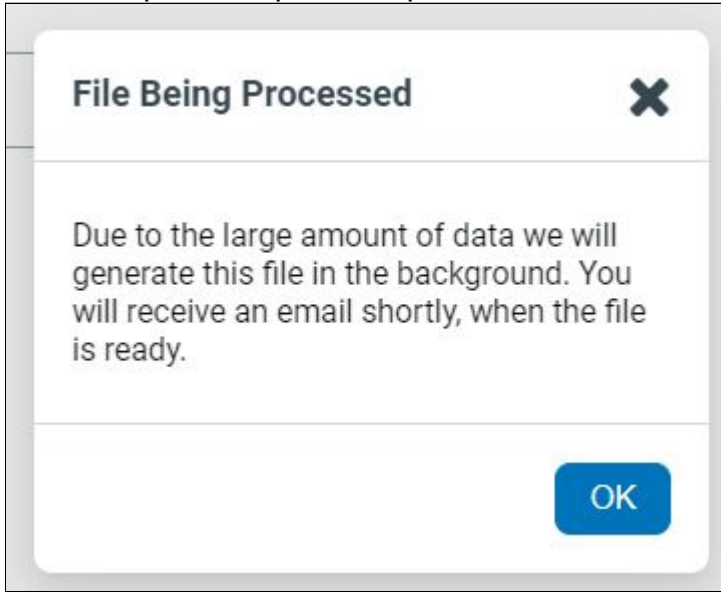 File Being Processed
Due to the large amount of data we will
generate this file in the background. You
will receive an email shortly, when the file
is ready.
OK